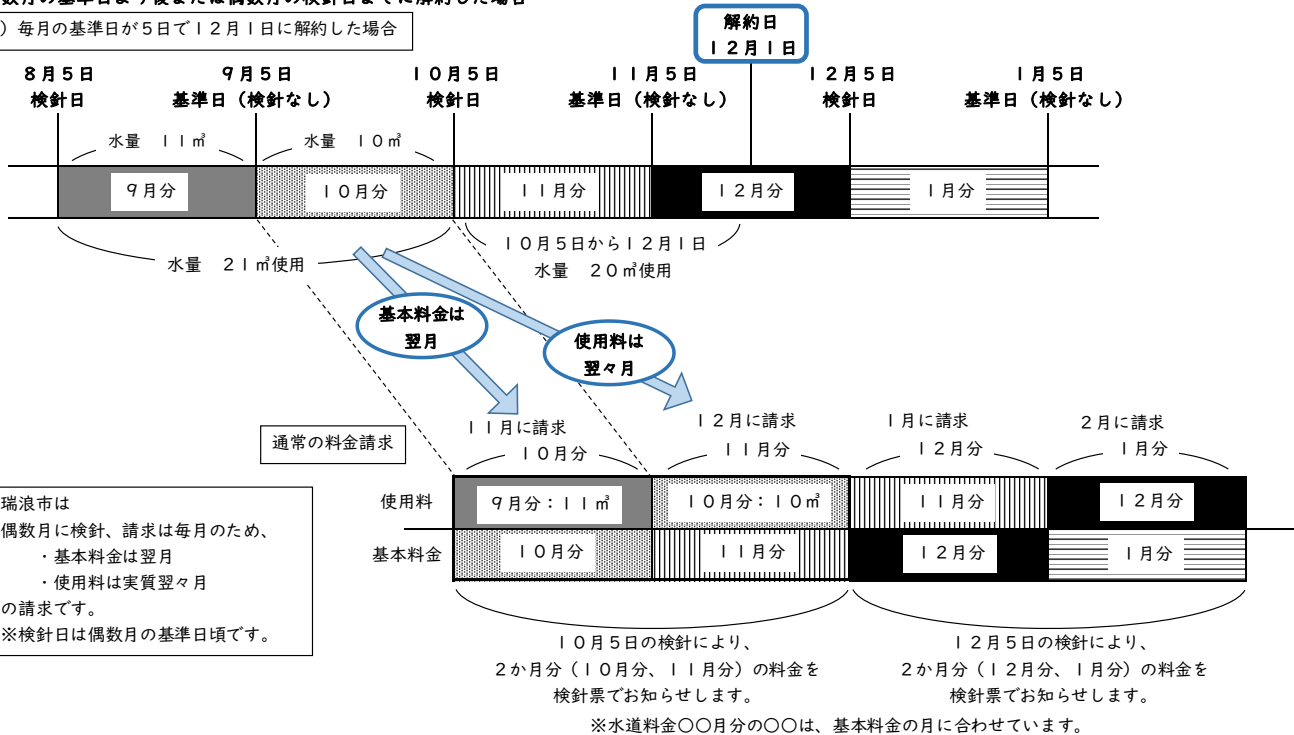 数月の基準日より後または偶数月の検針日までに解約した場合
）毎月の基準日が５日で１２月１日に解約した場合
解約日
１２月１日
８月５日
検針日
９月５日
基準日（検針なし）
１０月５日
検針日
１１月５日
基準日（検針なし）
１２月５日
検針日
１月５日
基準日（検針なし）
水量　１１㎥
水量　１０㎥
９月分
１０月分
１１月分
１２月分
１月分
水量　２１㎥使用
１０月５日から１２月１日
水量　２０㎥使用
基本料金は
翌月
使用料は
翌々月
通常の料金請求
１１月に請求
１０月分
１２月に請求
１１月分
１月に請求
１２月分
２月に請求
１月分
使用料
９月分：１１㎥
１０月分：１０㎥
１１月分
１２月分
基本料金
１０月分
１１月分
１２月分
１月分
瑞浪市は
偶数月に検針、請求は毎月のため、
・基本料金は翌月
・使用料は実質翌々月
の請求です。
※検針日は偶数月の基準日頃です。
１０月５日の検針により、
２か月分（１０月分、１１月分）の料金を
検針票でお知らせします。
１２月５日の検針により、
２か月分（１２月分、１月分）の料金を
検針票でお知らせします。
※水道料金〇〇月分の〇〇は、基本料金の月に合わせています。